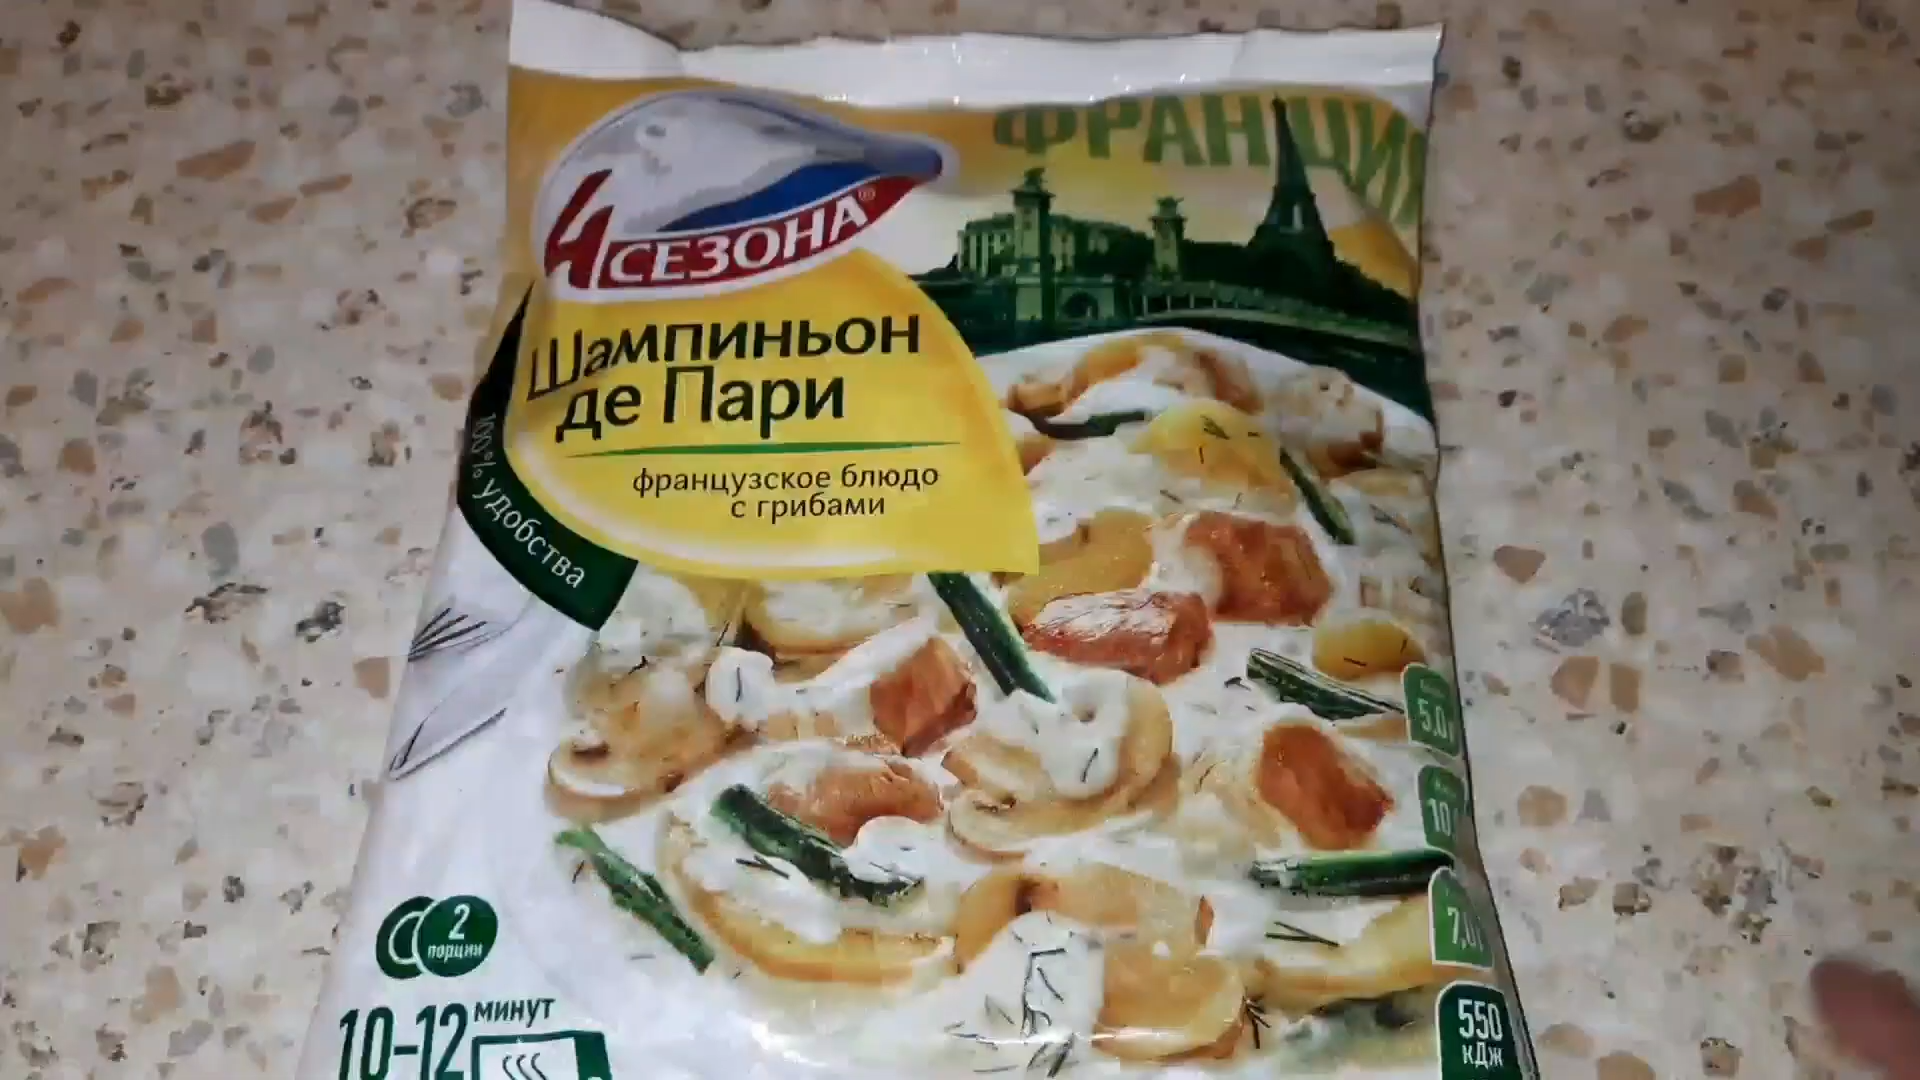 ФРАНЦИ
4 СЕЗОНА®
Шампиньон
де Пари
французское блюдо
с грибами
100% удобства
5,0
10
7,0
2
порции
10-12 минут
550
кДж